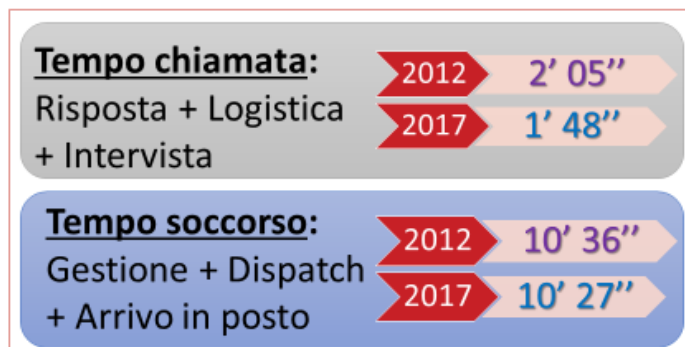 Tempo chiamata:
Risposta + Logistica
+ Intervista
2012 2’ 05’’
2017 1’ 48’’
Tempo soccorso:
Gestione + Dispatch
+ Arrivo in posto
2012 10’ 36’’
2017 10’ 27’’